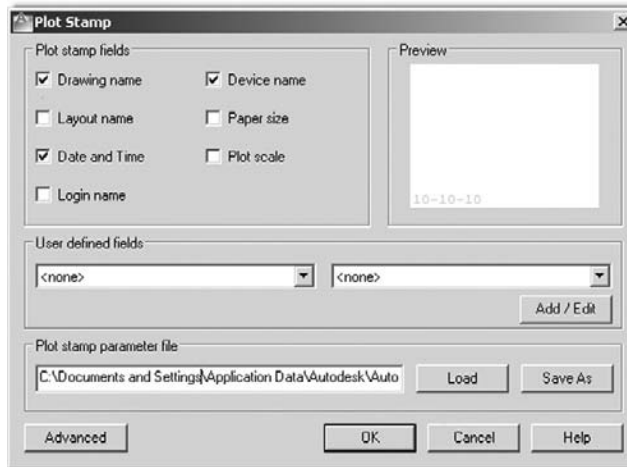 Plot Stamp
Plot stamp fields
Drawing name
Device name
Layout name
Paper size
Date and Time
Plot scale
Login name
Preview
10-10-10
User defined fields
<none>
<none>
Add / Edit
Plot stamp parameter file
C:\Documents and Settings\Application Data\Autodesk\Auto
Load
Save As
Advanced
OK
Cancel
Help